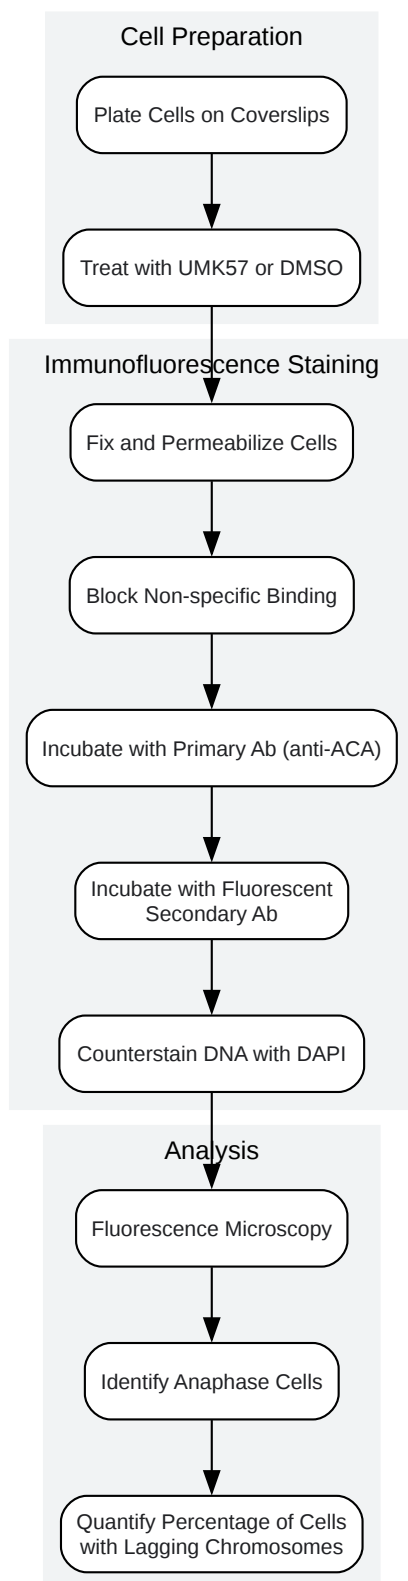 Cell Preparation
Plate Cells on Coverslips
Treat with UMK57 or DMSO
Immunofluorescence Staining
Fix and Permeabilize Cells
Block Non-specific Binding
Incubate with Primary Ab (anti-ACA)
Incubate with Fluorescent
Secondary Ab
Counterstain DNA with DAPI
Analysis
Fluorescence Microscopy
Identify Anaphase Cells
Quantify Percentage of Cells
with Lagging Chromosomes